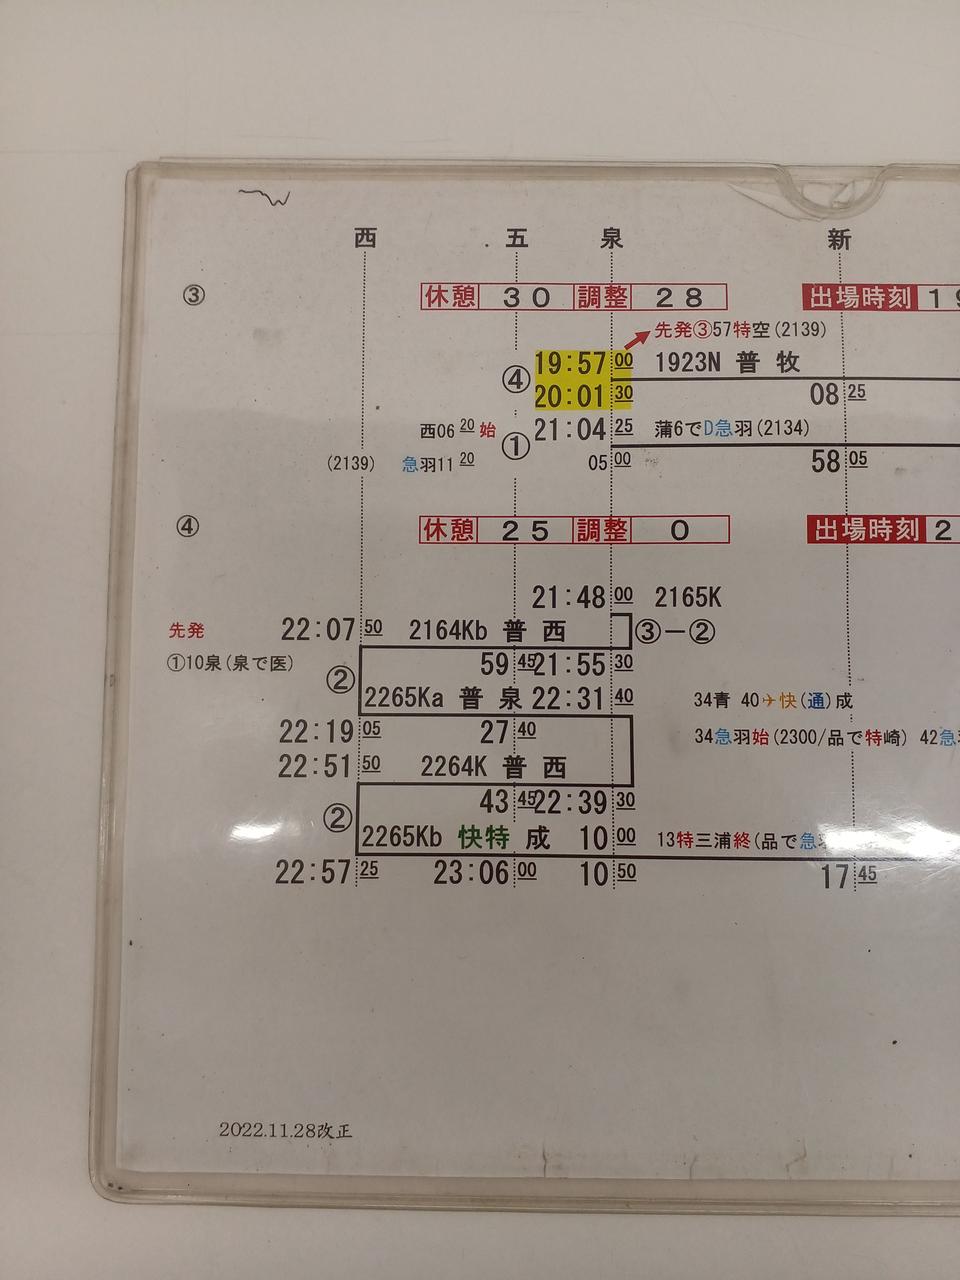 西 五 泉 新
③ 休憩 30 調整 28 出場時刻 19
先発③57特空(2139)
19:57 00 1923N 普 牧
④
20:01 30 08 25
西06 20 始 21:04 25 蒲6でD急羽(2134)
①
(2139) 急羽11 20 05 00 58 05
④ 休憩 25 調整 0 出場時刻 2
21:48 00 2165K
先発 22:07 50 2164Kb 普 西 ③-②
①10泉(泉で医) 59 45 21:55 30
②
2265Ka 普 泉 22:31 40 34青 40✈快(通)成
22:19 05 27 40 34急羽始(2300/品で特崎) 42急
22:51 50 2264K 普 西
43 45 22:39 30
②
2265Kb 快特 成 10 00 13特三浦終(品で急
22:57 25 23:06 00 10 50 17 45
2022.11.28改正